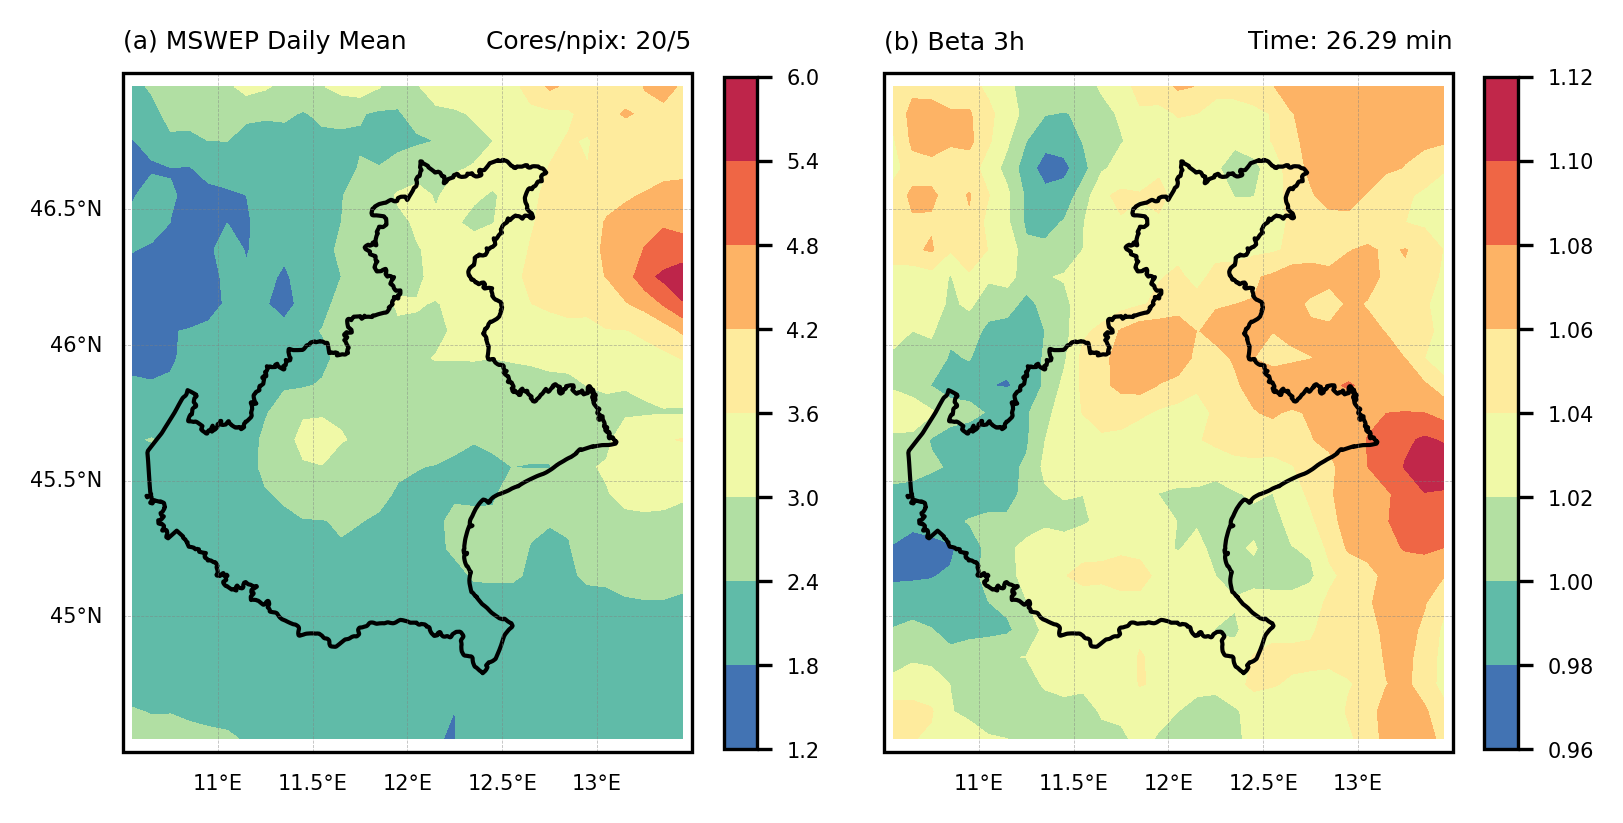 (a) MSWEP Daily Mean
Cores/npix: 20/5
46.5°N
46°N
45.5°N
45°N
11°E
11.5°E
12°E
12.5°E
13°E
6.0
5.4
4.8
4.2
3.6
3.0
2.4
1.8
1.2
(b) Beta 3h
Time: 26.29 min
11°E
11.5°E
12°E
12.5°E
13°E
1.12
1.10
1.08
1.06
1.04
1.02
1.00
0.98
0.96